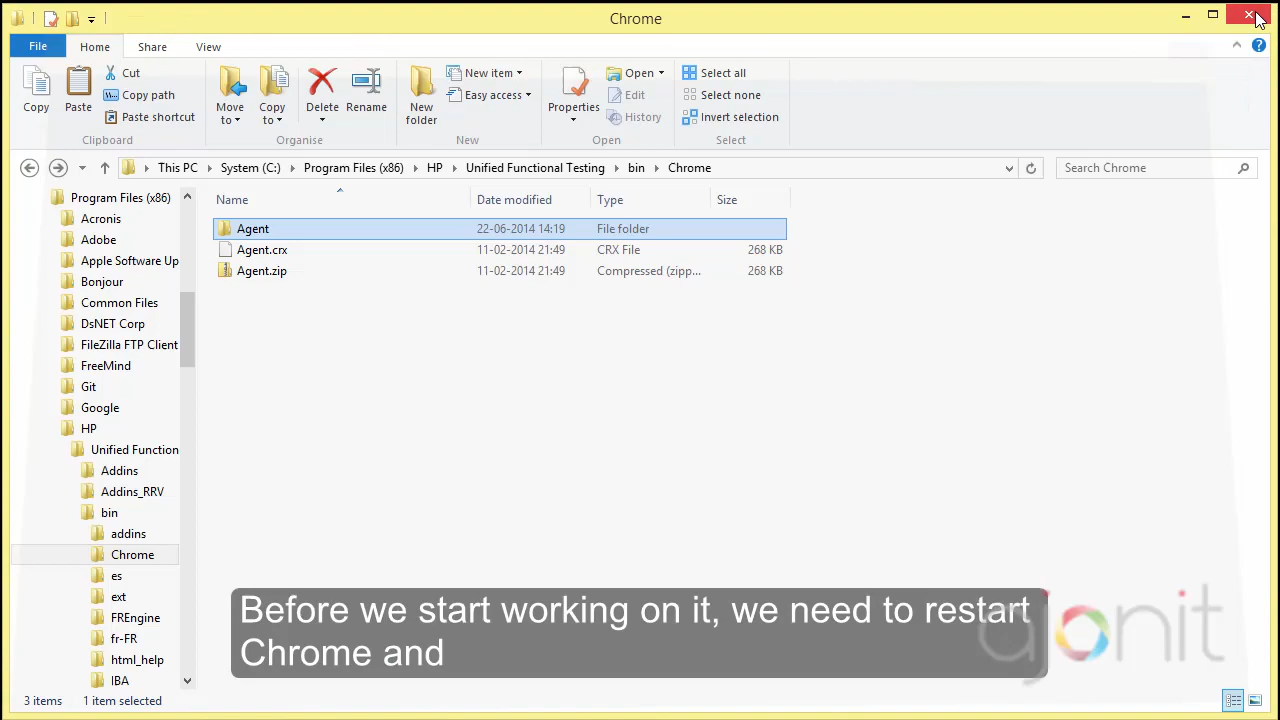 Chrome
File Home Share View
Copy
Paste
Cut
Copy path
Paste shortcut
Clipboard
Move to
Copy to
Delete
Rename
Organise
New folder
New item
Easy access
New
Properties
Open
Edit
History
Open
Select all
Select none
Invert selection
Select
This PC System (C:) Program Files (x86) HP Unified Functional Testing bin Chrome
Search Chrome
Program Files (x86)
Acronis
Adobe
Apple Software Up
Bonjour
Common Files
DsNET Corp
FileZilla FTP Client
FreeMind
Git
Google
HP
Unified Function
Addins
Addins_RRV
bin
addins
Chrome
es
ext
FREngine
fr-FR
html_help
IBA
Name Date modified Type Size
Agent 22-06-2014 14:19 File folder
Agent.crx 11-02-2014 21:49 CRX File 268 KB
Agent.zip 11-02-2014 21:49 Compressed (zipp... 268 KB
Before we start working on it, we need to restart
Chrome and
ajonit
3 items 1 item selected